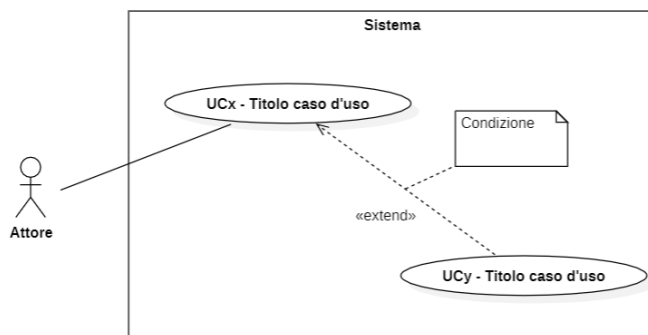 Sistema
UCx - Titolo caso d'uso
Condizione
Attore
«extend»
UCy - Titolo caso d'uso